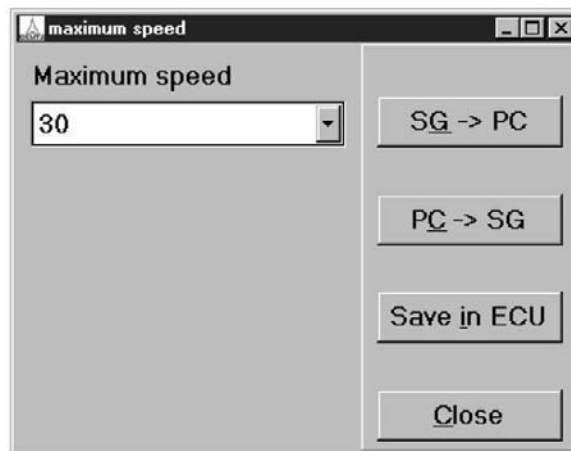 maximum speed
Maximum speed
30
SG -> PC
PC -> SG
Save in ECU
Close